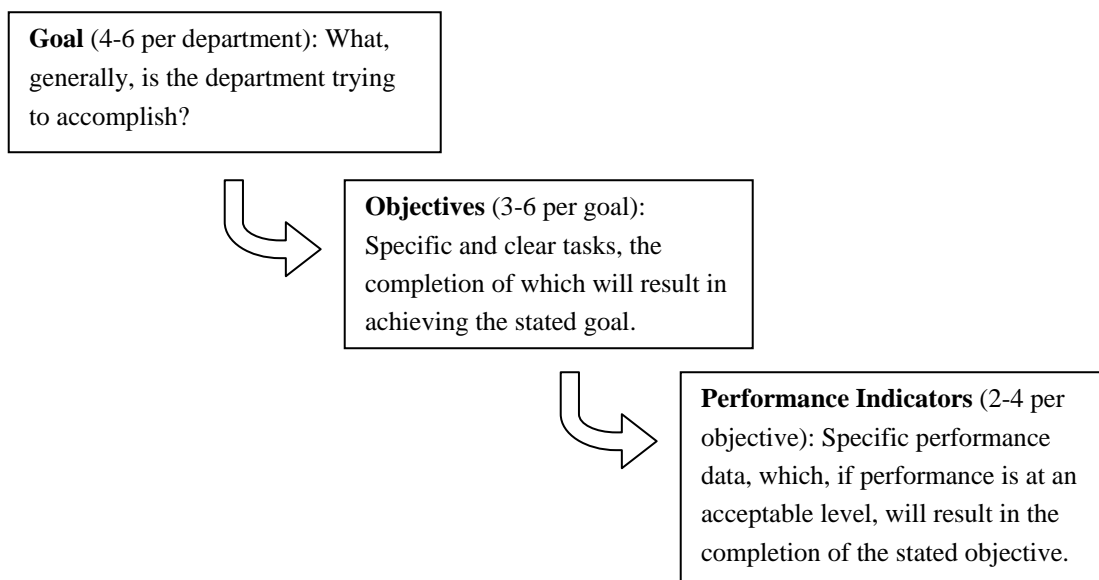 Goal (4-6 per department): What,
generally, is the department trying
to accomplish?
Objectives (3-6 per goal):
Specific and clear tasks, the
completion of which will result in
achieving the stated goal.
Performance Indicators (2-4 per
objective): Specific performance
data, which, if performance is at an
acceptable level, will result in the
completion of the stated objective.